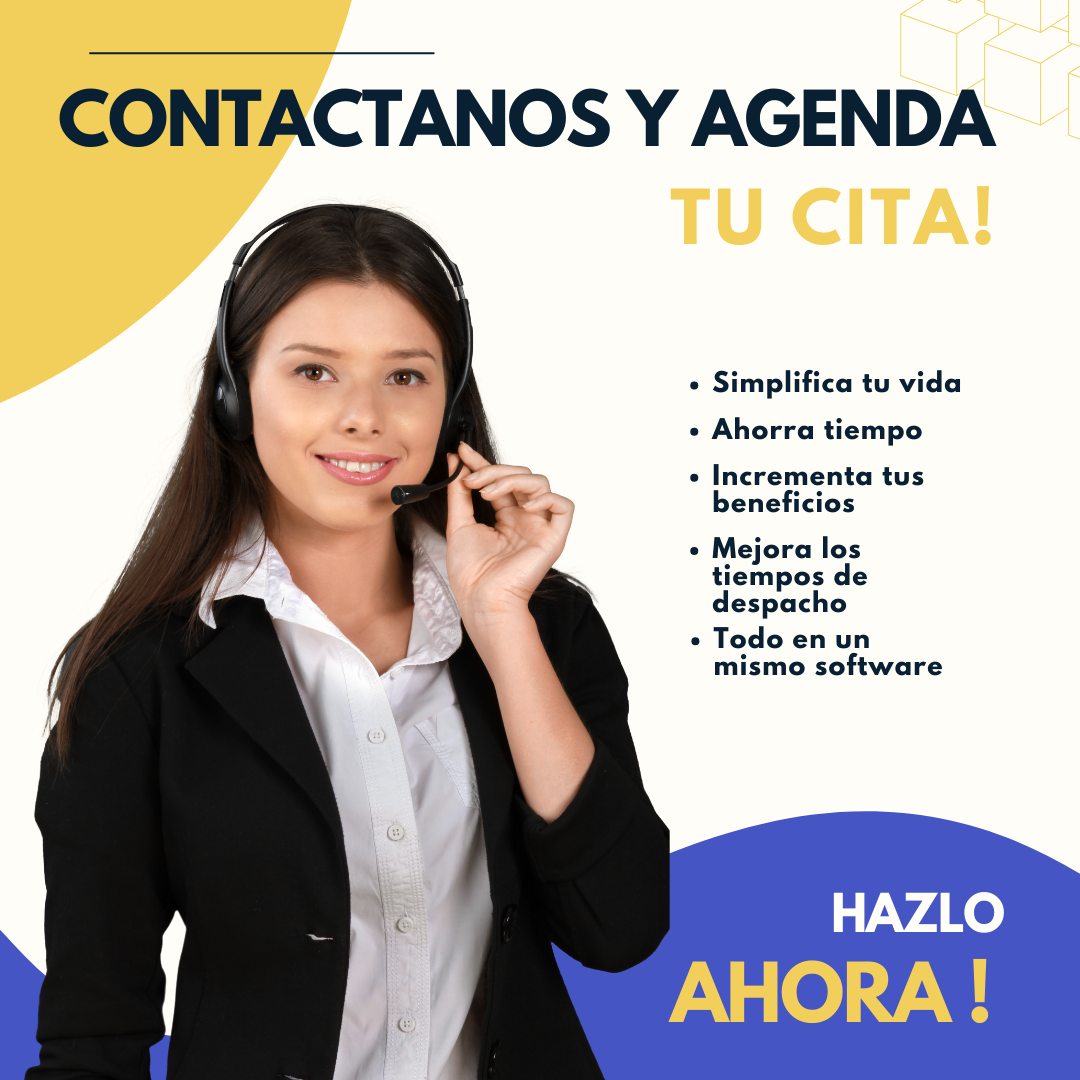 CONTACTANOS Y AGENDA
TU CITA!
• Simplifica tu vida
• Ahorra tiempo
• Incrementa tus
beneficios
• Mejora los
tiempos de
despacho
• Todo en un
mismo software
HAZLO
AHORA !